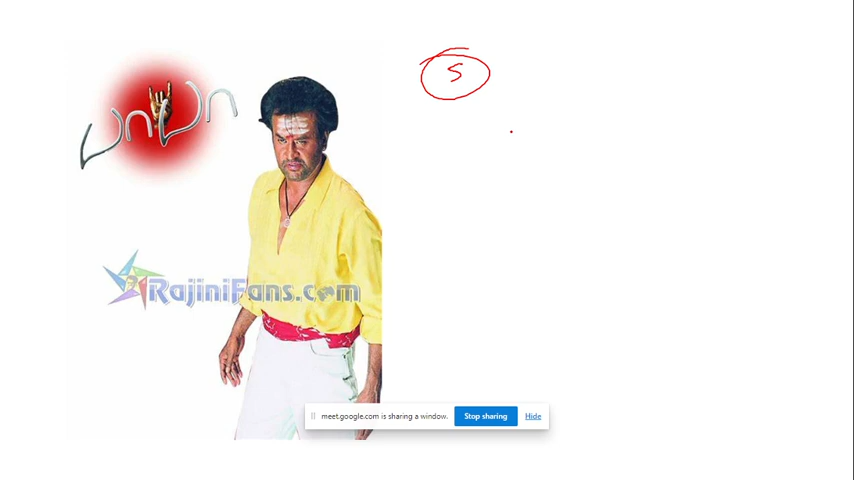 பாபா
S
RajiniFans.com
meet.google.com is sharing a window. Stop sharing Hide